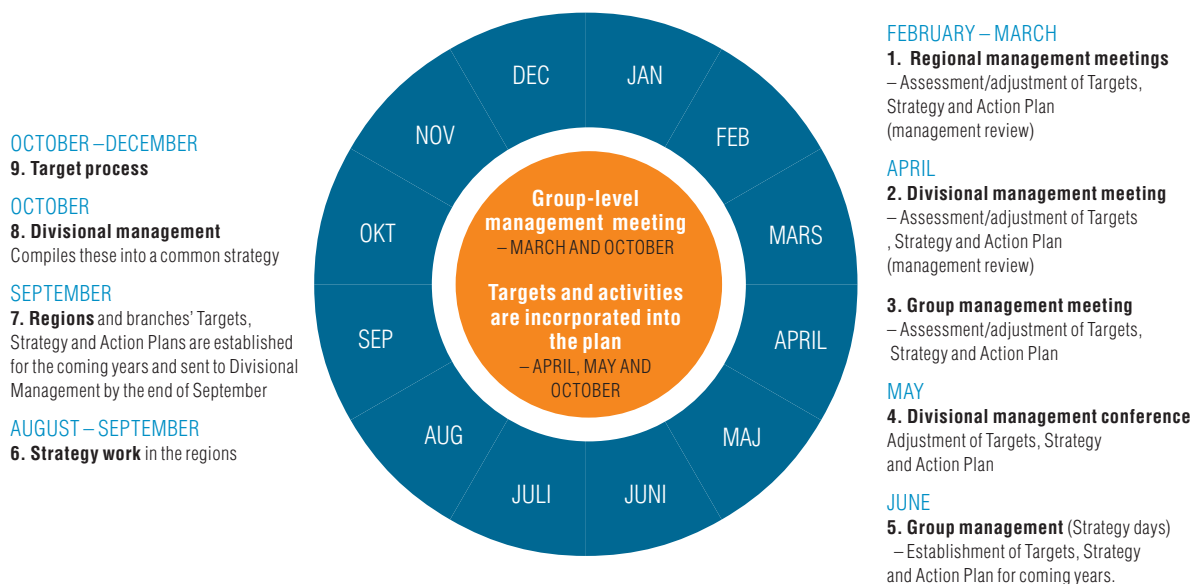 OCTOBER – DECEMBER
9. Target process
OCTOBER
8. Divisional management
Compiles these into a common strategy
SEPTEMBER
7. Regions and branches' Targets,
Strategy and Action Plans are established
for the coming years and sent to Divisional
Management by the end of September
AUGUST – SEPTEMBER
6. Strategy work in the regions
DEC
JAN
NOV
FEB
OKT
MARS
SEP
APRIL
AUG
MAJ
JULI
JUNI
Group-level
management meeting
– MARCH AND OCTOBER
Targets and activities
are incorporated into
the plan
– APRIL, MAY AND
OCTOBER
FEBRUARY – MARCH
1. Regional management meetings
– Assessment/adjustment of Targets,
Strategy and Action Plan
(management review)
APRIL
2. Divisional management meeting
– Assessment/adjustment of Targets
, Strategy and Action Plan
(management review)
3. Group management meeting
– Assessment/adjustment of Targets,
Strategy and Action Plan
MAY
4. Divisional management conference
Adjustment of Targets, Strategy
and Action Plan
JUNE
5. Group management (Strategy days)
– Establishment of Targets, Strategy
and Action Plan for coming years.